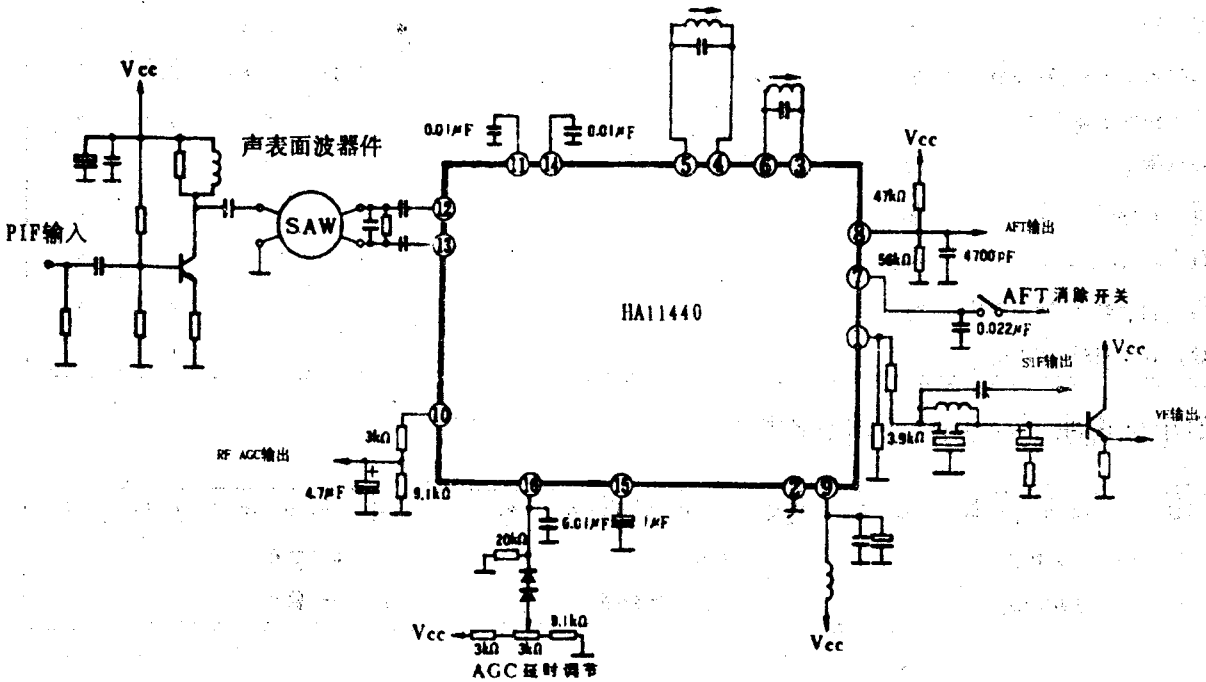 Vcc
声表面波器件
PIF输入
SAW
0.01μF
0.01μF
11
14
5
4
6
3
12
13
HA11440
Vcc
47kΩ
8
AFT输出
56kΩ
4700pF
7
AFT消除开关
0.022μF
1
Vcc
SIF输出
3.9kΩ
VF输出
10
3kΩ
RF AGC输出
+
4.7μF
9.1kΩ
16
15
2
9
0.01μF
1μF
20kΩ
+
Vcc
9.1kΩ
3kΩ
3kΩ
AGC延时调节
Vcc